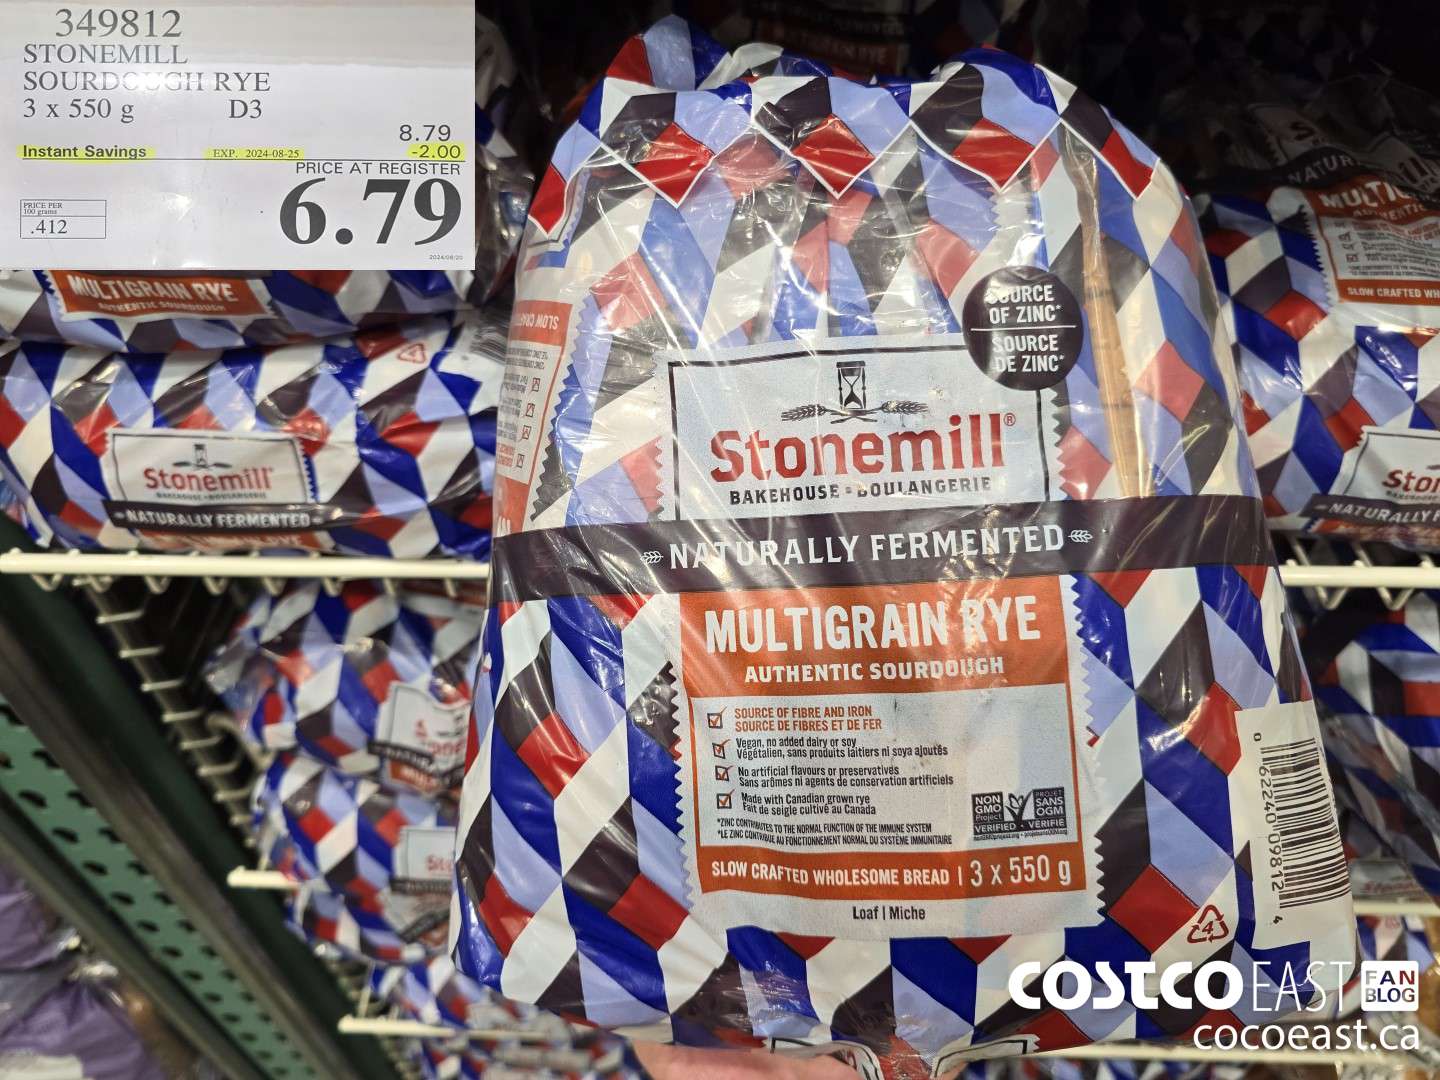 349812
STONEMILL
SOURDOUGH RYE
3 x 550 g D3
8.79
Instant Savings EXP. 2024-08-25 -2.00
PRICE AT REGISTER
6.79
PRICE PER
100 grams
.412
2024/08/20
MULTIGRAIN RYE
AUTHENTIC SOURDOUGH
Stonemill
BAKEHOUSE • BOULANGERIE
NATURALLY FERMENTED
SOURCE
OF ZINC*
SOURCE
DE ZINC*
Stonemill®
BAKEHOUSE • BOULANGERIE
NATURALLY FERMENTED
MULTIGRAIN RYE
AUTHENTIC SOURDOUGH
SOURCE OF FIBRE AND IRON
SOURCE DE FIBRES ET DE FER
Vegan, no added dairy or soy
Végétalien, sans produits laitiers ni soya ajoutés
No artificial flavours or preservatives
Sans arômes ni agents de conservation artificiels
Made with Canadian grown rye
Fait de seigle cultivé au Canada
*ZINC CONTRIBUTES TO THE NORMAL FUNCTION OF THE IMMUNE SYSTEM
*LE ZINC CONTRIBUE AU FONCTIONNEMENT NORMAL DU SYSTÈME IMMUNITAIRE
NON
GMO
Project
VERIFIED
PROJET
SANS
OGM
VÉRIFIÉ
SLOW CRAFTED WHOLESOME BREAD | 3 x 550 g
Loaf | Miche
0 62240 09812 4
4
COSTCO EAST FAN BLOG
cocoeast.ca